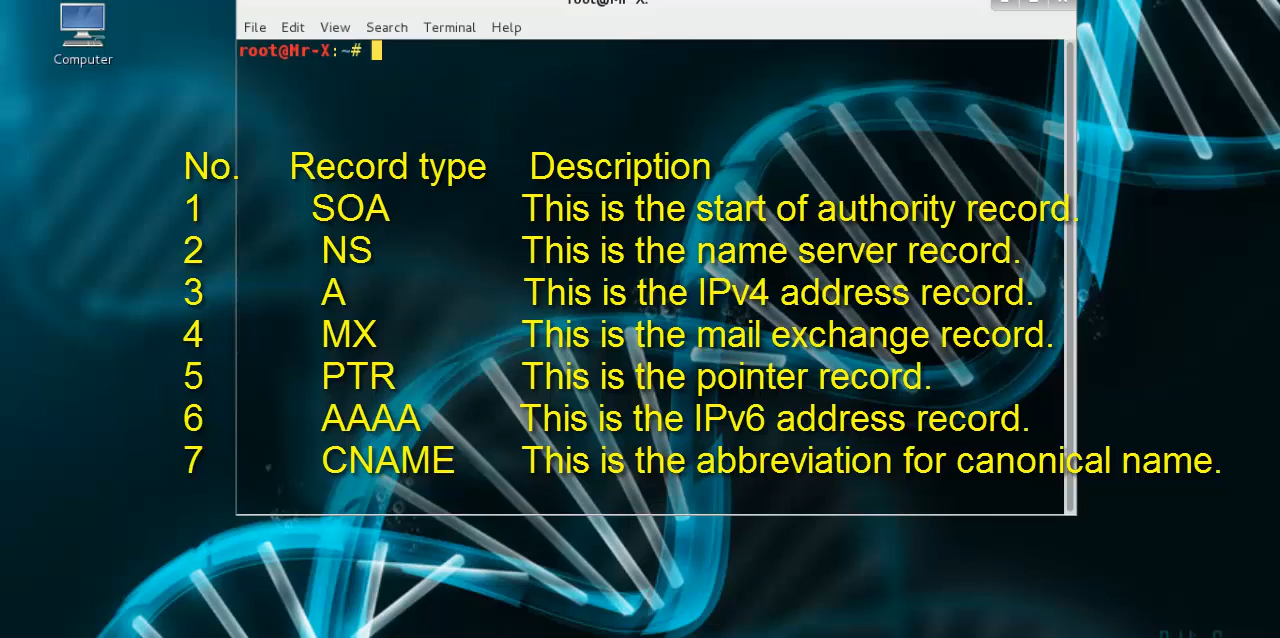 Computer
File Edit View Search Terminal Help
root@Mr-X:~#
No. Record type Description
1 SOA This is the start of authority record.
2 NS This is the name server record.
3 A This is the IPv4 address record.
4 MX This is the mail exchange record.
5 PTR This is the pointer record.
6 AAAA This is the IPv6 address record.
7 CNAME This is the abbreviation for canonical name.